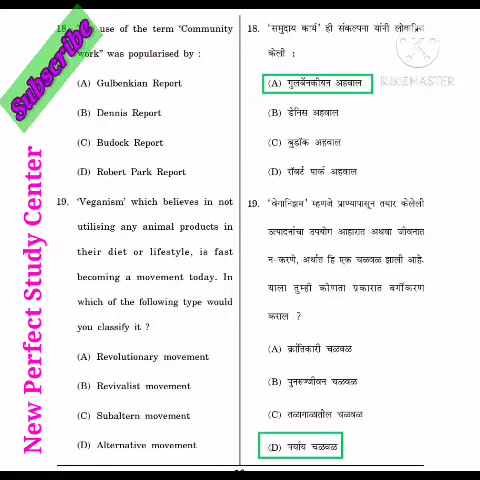 Subscribe
New Perfect Study Center
18. use of the term "Community
work" was popularised by :
(A) Gulbenkian Report
(B) Dennis Report
(C) Budock Report
(D) Robert Park Report
19. 'Veganism' which believes in not
utilising any animal products in
their diet or lifestyle, is fast
becoming a movement today. In
which of the following type would
you classify it ?
(A) Revolutionary movement
(B) Revivalist movement
(C) Subaltern movement
(D) Alternative movement
18. 'समुदाय कार्य' ही संकल्पना यांनी लोकप्रिय
केली :
(A) गुलबेंनकीयन अहवाल
(B) डेनिस अहवाल
(C) बुडॉक अहवाल
(D) रॉबर्ट पार्क अहवाल
19. 'वेगानिझम' म्हणजे प्राण्यापासून तयार केलेली
उत्पादनांचा उपयोग आहारात अथवा जीवनात
न-करणे, अर्थात हि एक चळवळ झाली आहे.
याला तुम्ही कोणता प्रकारात वर्गीकरण
कराल ?
(A) क्रांतिकारी चळवळ
(B) पुनरुज्जीवन चळवळ
(C) तळागाळातील चळवळ
(D) पर्याय चळवळ
KINEMASTER